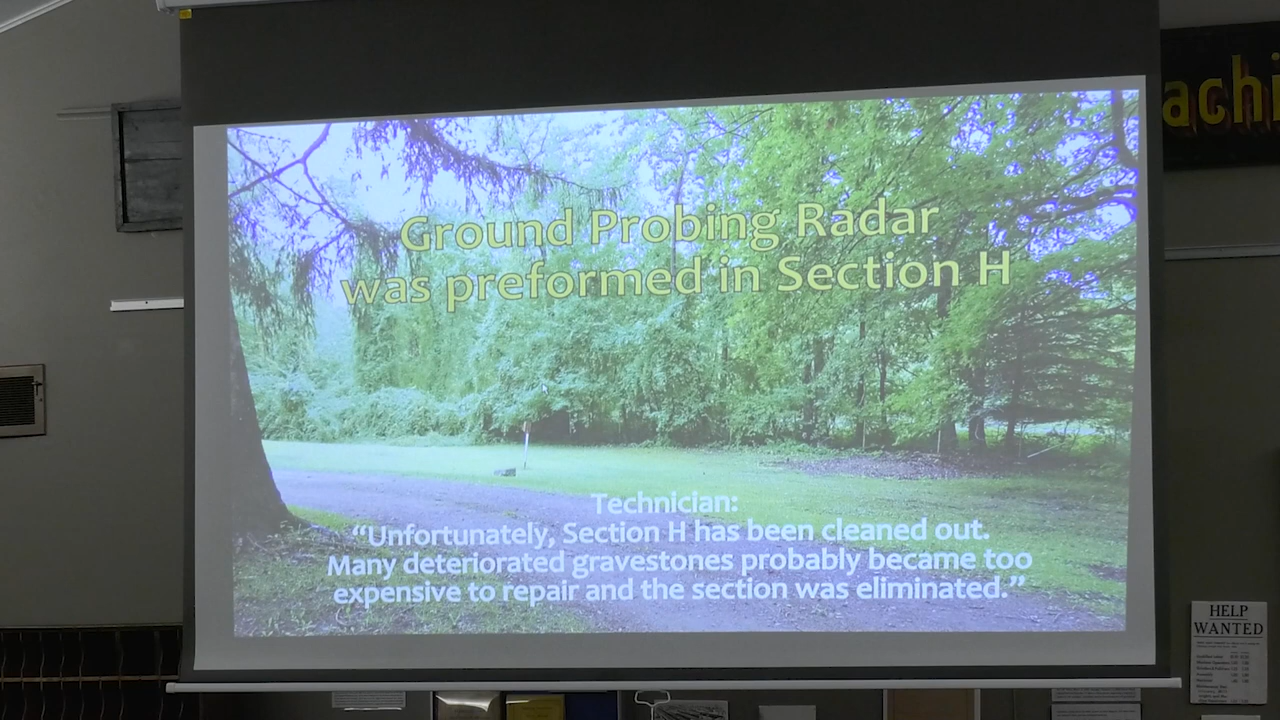 achi
Ground Probing Radar
was preformed in Section H
Technician:
“Unfortunately, Section H has been cleaned out.
Many deteriorated gravestones probably became too
expensive to repair and the section was eliminated.”
HELP
WANTED